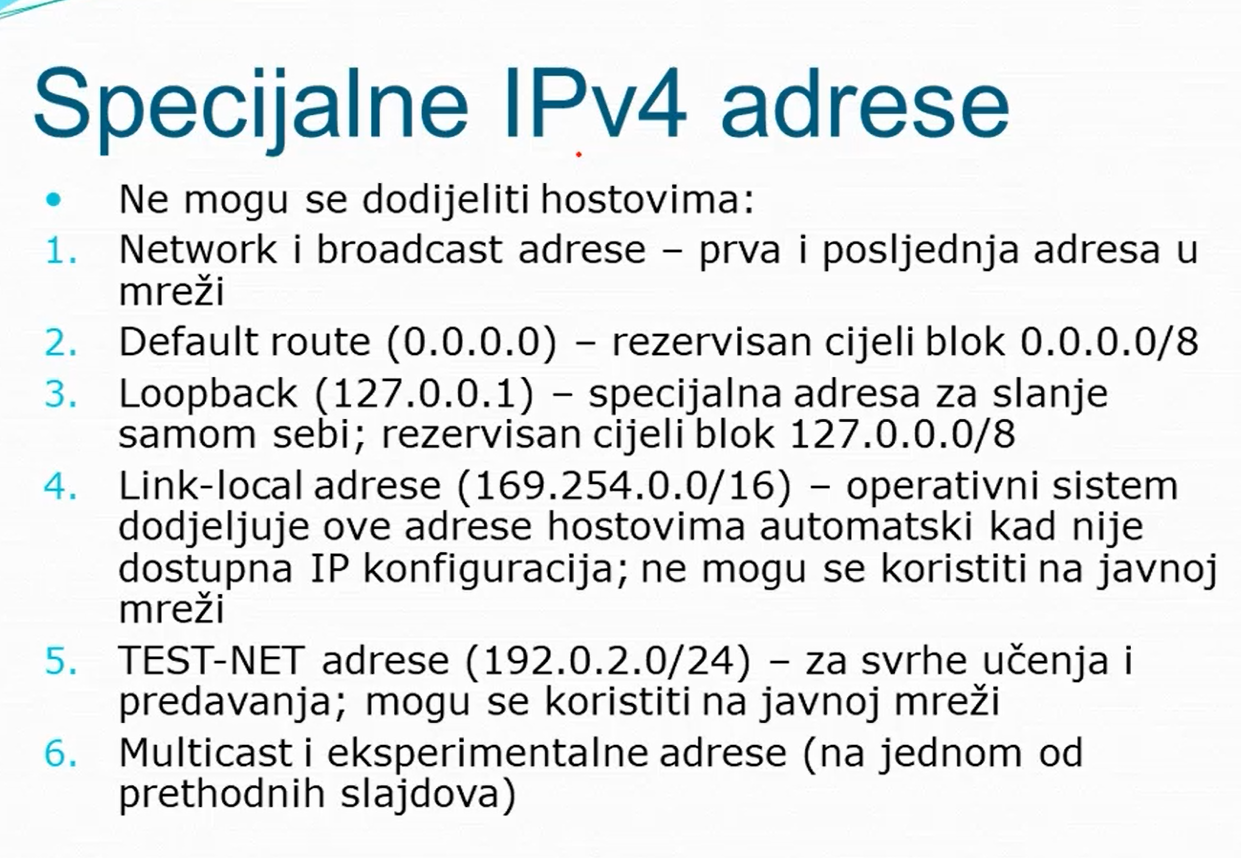 Specijalne IPv4 adrese
• Ne mogu se dodijeliti hostovima:
1. Network i broadcast adrese – prva i posljednja adresa u
mreži
2. Default route (0.0.0.0) – rezervisan cijeli blok 0.0.0.0/8
3. Loopback (127.0.0.1) – specijalna adresa za slanje
samom sebi; rezervisan cijeli blok 127.0.0.0/8
4. Link-local adrese (169.254.0.0/16) – operativni sistem
dodjeljuje ove adrese hostovima automatski kad nije
dostupna IP konfiguracija; ne mogu se koristiti na javnoj
mreži
5. TEST-NET adrese (192.0.2.0/24) – za svrhe učenja i
predavanja; mogu se koristiti na javnoj mreži
6. Multicast i eksperimentalne adrese (na jednom od
prethodnih slajdova)